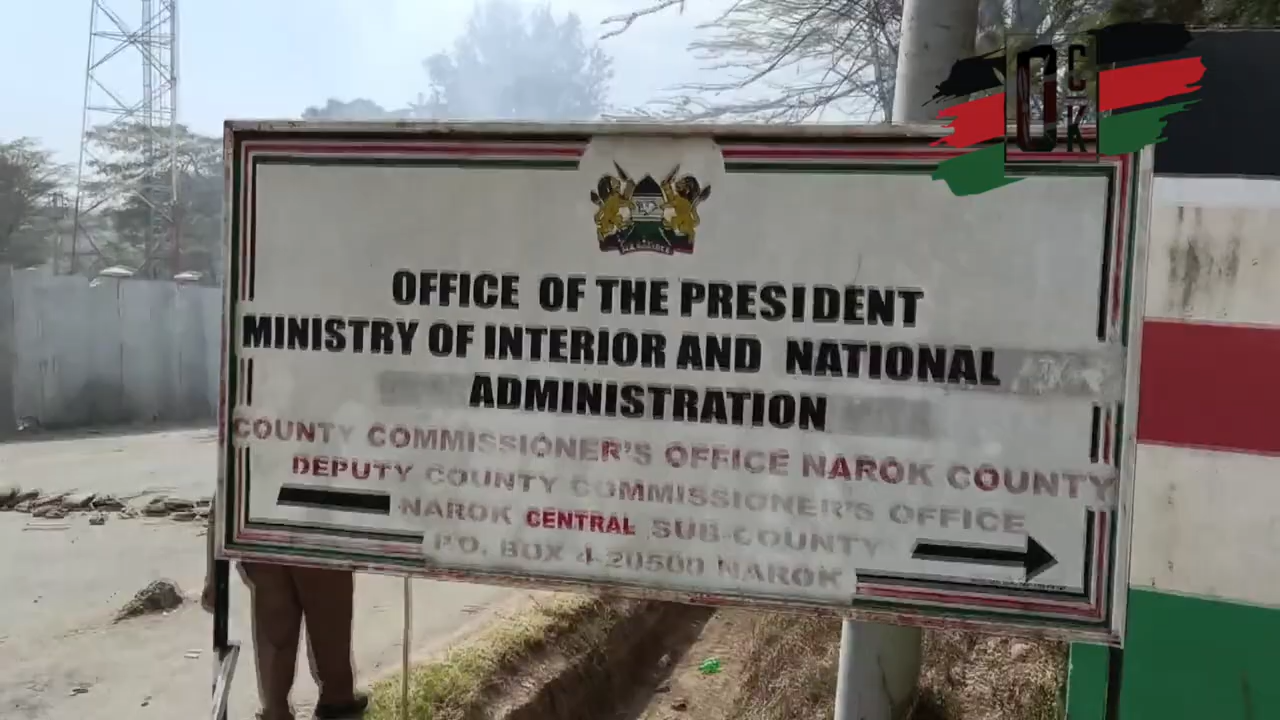 OFFICE OF THE PRESIDENT
MINISTRY OF INTERIOR AND NATIONAL
ADMINISTRATION
COUNTY COMMISSIONER'S OFFICE NAROK COUNTY
DEPUTY COUNTY COMMISSIONER'S OFFICE
NAROK CENTRAL SUB-COUNTY
P.O. BOX 4-20500 NAROK